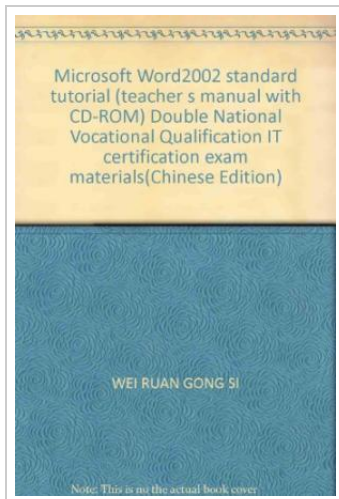 Microsoft Word2002 standard
tutorial (teacher s manual with
CD-ROM) Double National
Vocational Qualification IT
certification exam
materials(Chinese Edition)
WEI RUAN GONG SI
Note: This is no the actual book cover